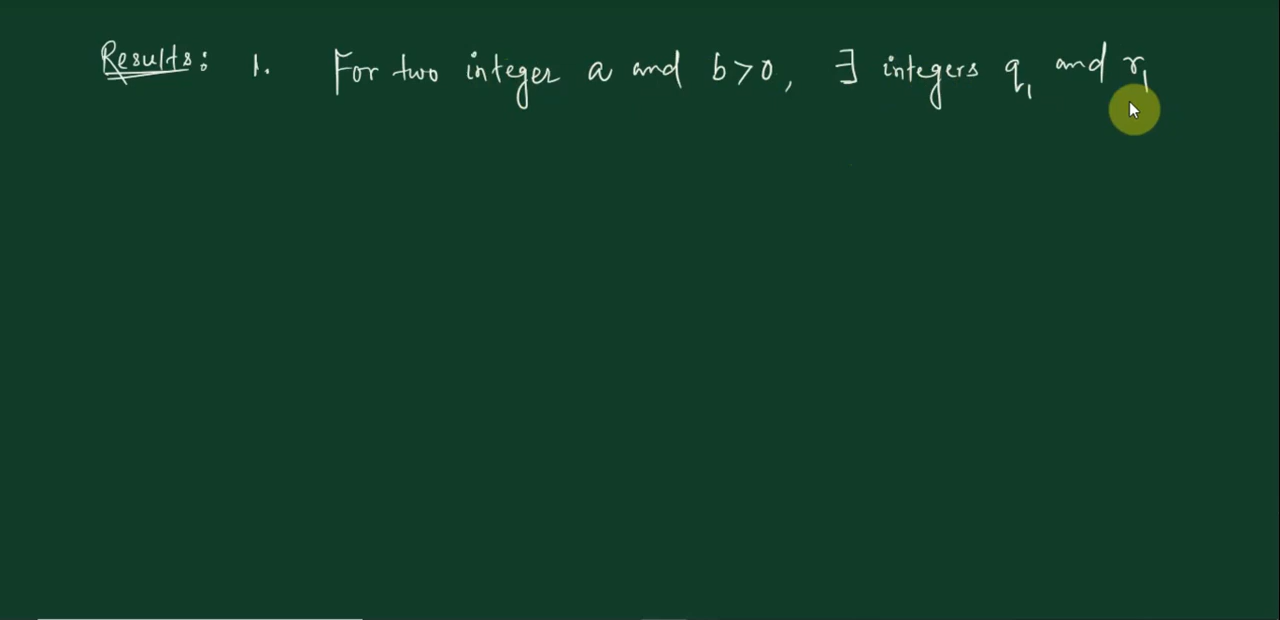 Results: 1. For two integer a and b>0, ∃ integers q₁ and r₁